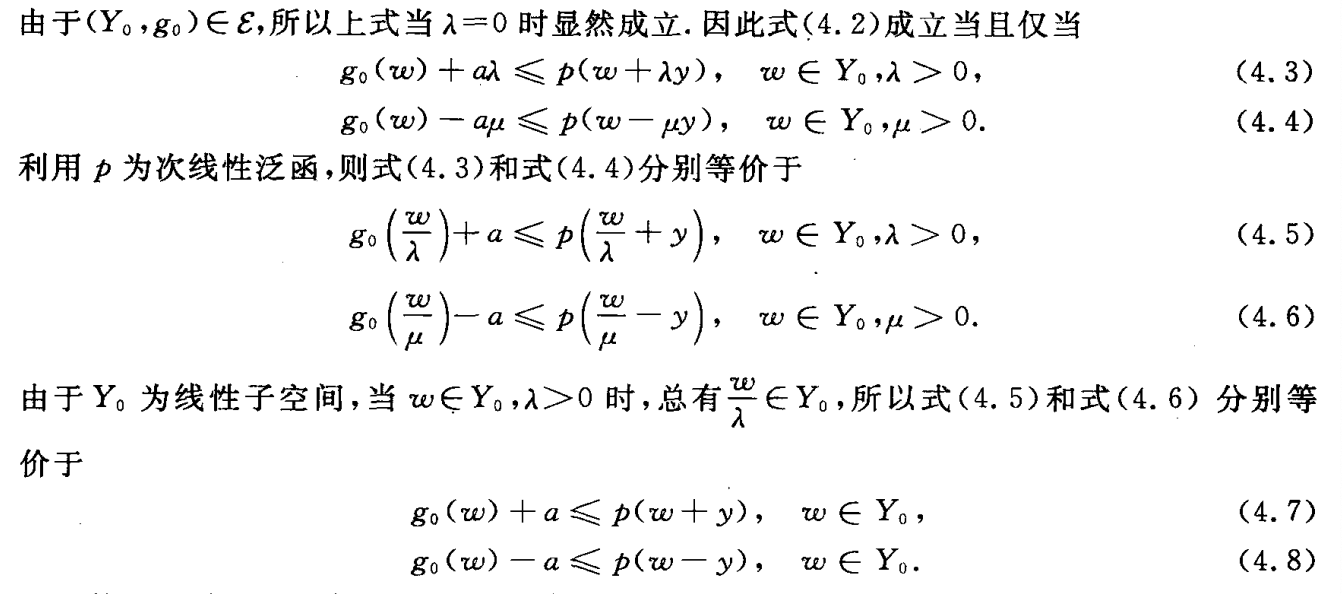 由于(Y₀,g₀)∈ℰ,所以上式当λ=0时显然成立.因此式(4.2)成立当且仅当
g₀(w)+aλ⩽p(w+λy), w∈Y₀,λ>0, (4.3)
g₀(w)−aμ⩽p(w−μy), w∈Y₀,μ>0. (4.4)
利用p为次线性泛函,则式(4.3)和式(4.4)分别等价于
g₀(w/λ)+a⩽p(w/λ+y), w∈Y₀,λ>0, (4.5)
g₀(w/μ)−a⩽p(w/μ−y), w∈Y₀,μ>0. (4.6)
由于Y₀为线性子空间,当w∈Y₀,λ>0时,总有w/λ∈Y₀,所以式(4.5)和式(4.6)分别等
价于
g₀(w)+a⩽p(w+y), w∈Y₀, (4.7)
g₀(w)−a⩽p(w−y), w∈Y₀. (4.8)